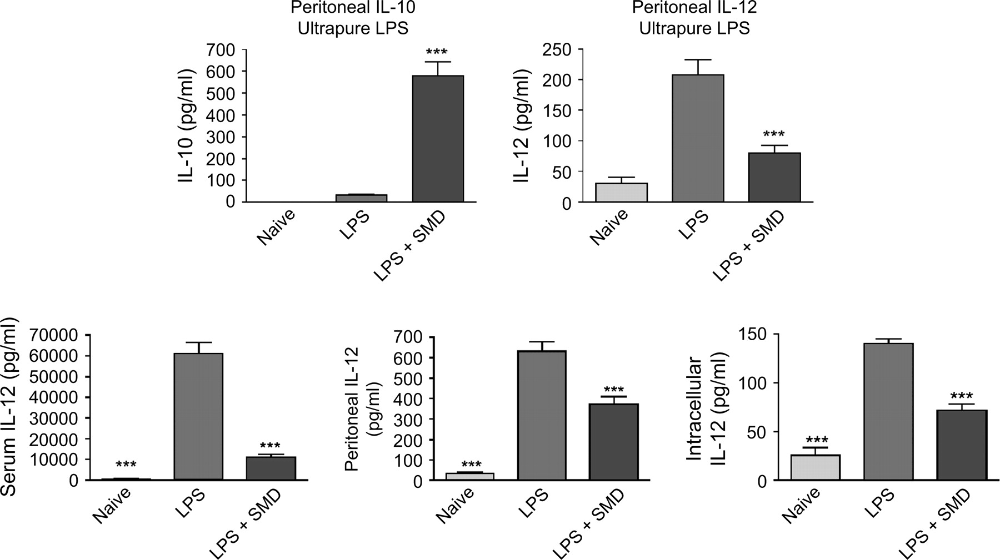 Peritoneal IL-10
Ultrapure LPS
IL-10 (pg/ml)
700
600
500
400
300
200
100
0
***
Naive
LPS
LPS + SMD
Peritoneal IL-12
Ultrapure LPS
IL-12 (pg/ml)
250
200
150
100
50
0
***
Naive
LPS
LPS + SMD
Serum IL-12 (pg/ml)
70000
60000
50000
40000
30000
20000
10000
0
***
***
Naive
LPS
LPS + SMD
Peritoneal IL-12
(pg/ml)
700
600
500
400
300
200
100
0
***
***
Naive
LPS
LPS + SMD
Intracellular
IL-12 (pg/ml)
150
100
50
0
***
***
Naive
LPS
LPS + SMD